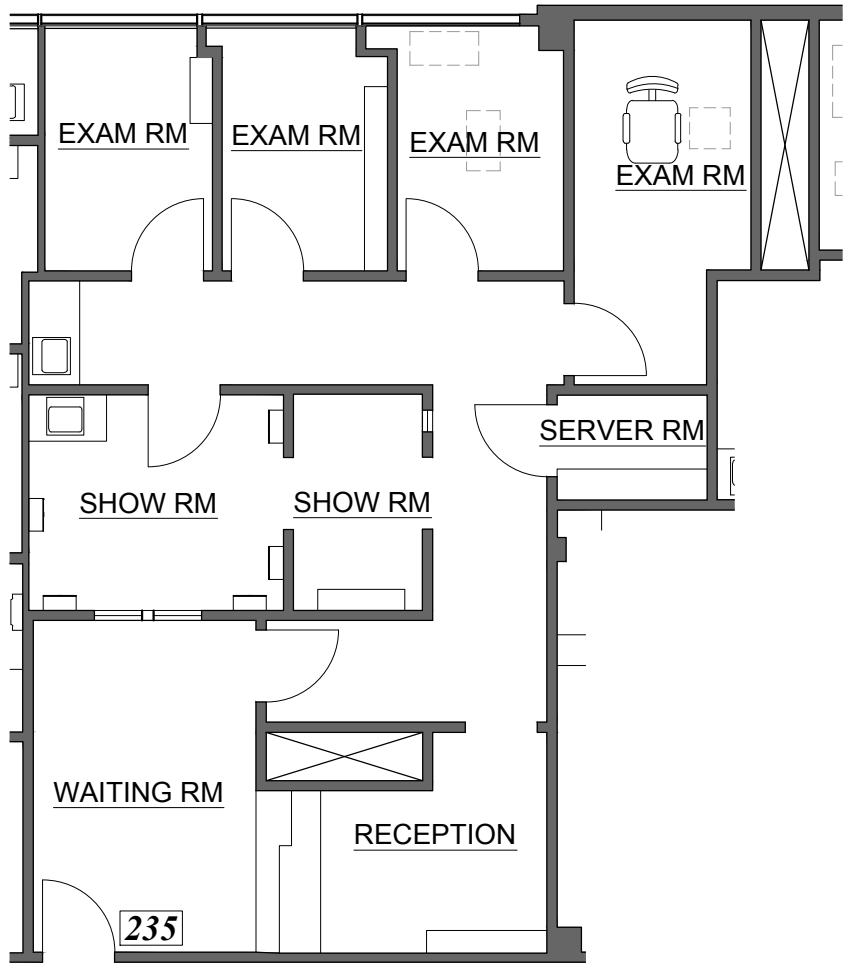 EXAM RM
EXAM RM
EXAM RM
EXAM RM
SERVER RM
SHOW RM
SHOW RM
WAITING RM
RECEPTION
235